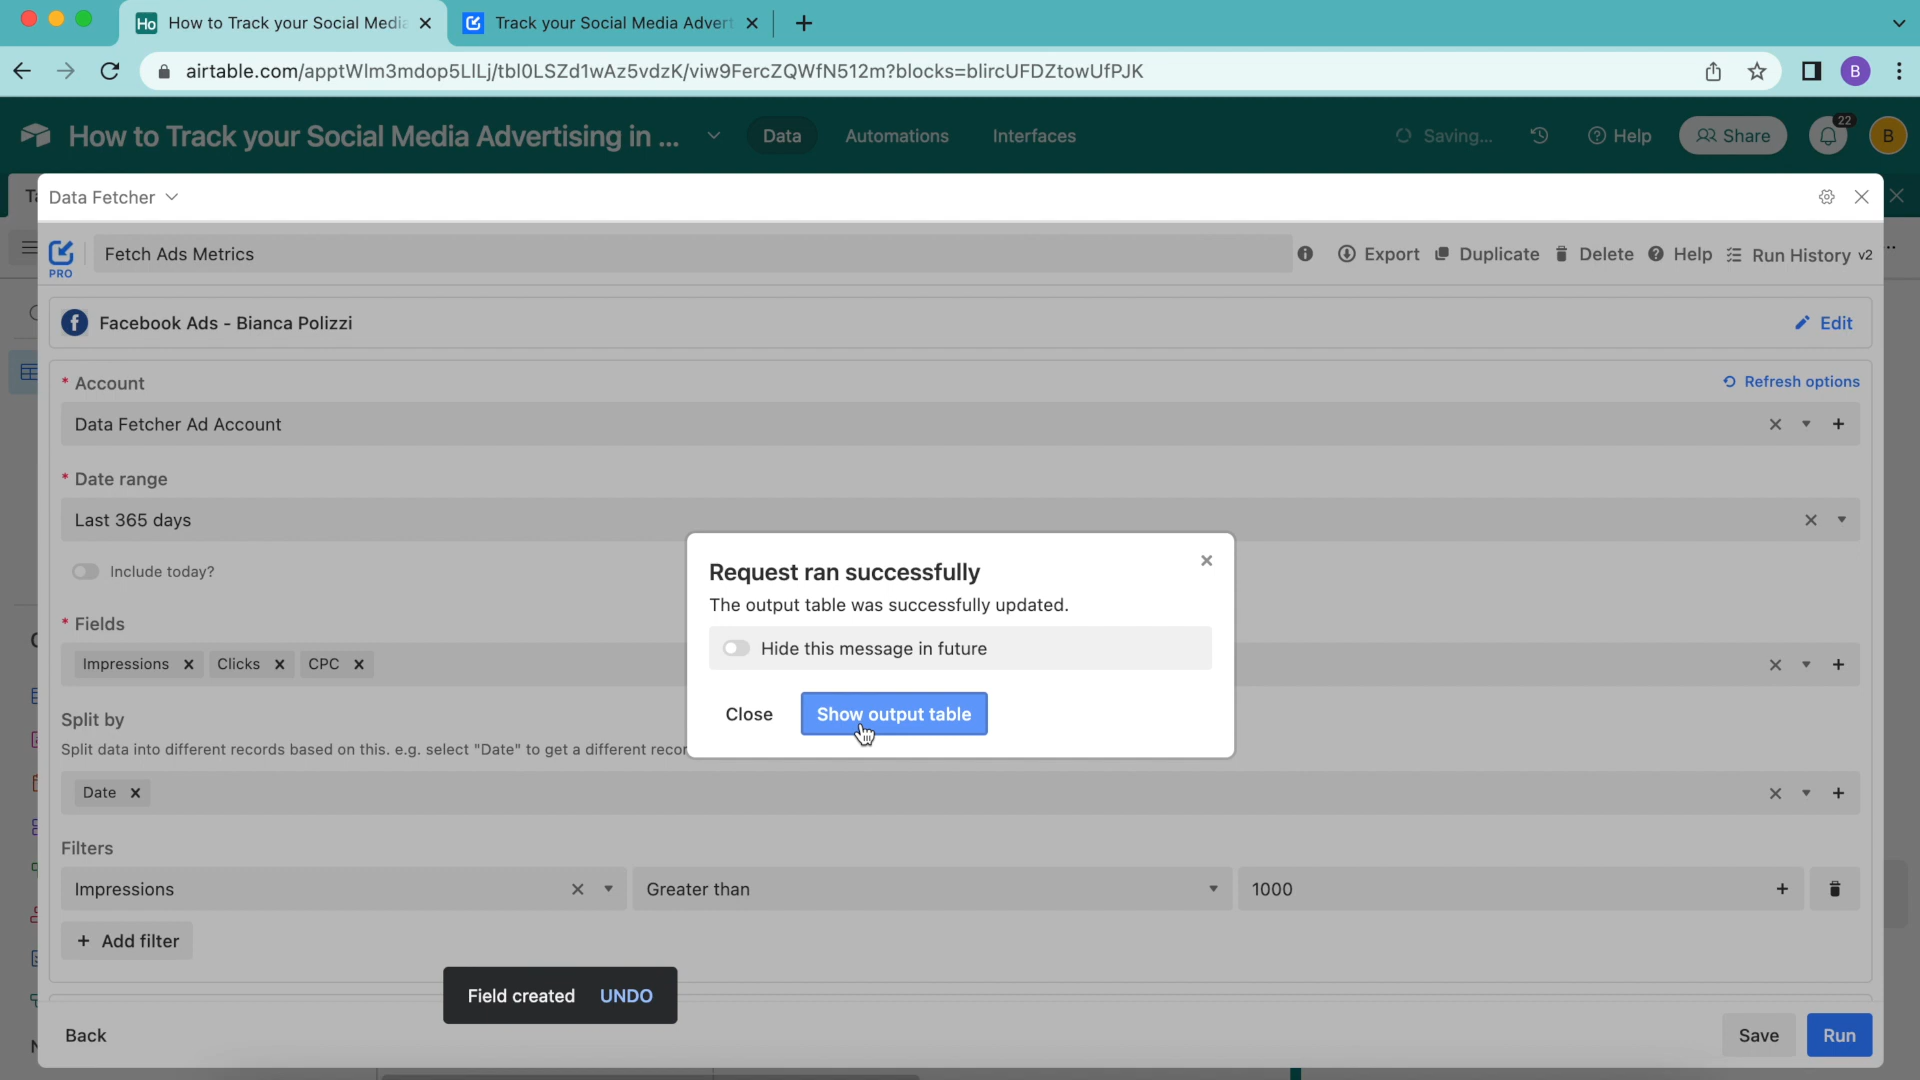 Ho How to Track your Social Media
Track your Social Media Advert
airtable.com/apptWlm3mdop5LlLj/tbl0LSZd1wAz5vdzK/viw9FercZQWfN512m?blocks=blircUFDZtowUfPJK
B
How to Track your Social Media Advertising in ...
Data
Automations
Interfaces
Saving...
Help
Share
22
B
Data Fetcher
PRO
Fetch Ads Metrics
Export
Duplicate
Delete
Help
Run History v2
Facebook Ads - Bianca Polizzi
Edit
* Account
Refresh options
Data Fetcher Ad Account
* Date range
Last 365 days
Include today?
* Fields
Impressions
Clicks
CPC
Split by
Split data into different records based on this. e.g. select "Date" to get a different
Date
Filters
Impressions
Greater than
1000
+ Add filter
Request ran successfully
The output table was successfully updated.
Hide this message in future
Close
Show output table
Field created UNDO
Back
Save
Run